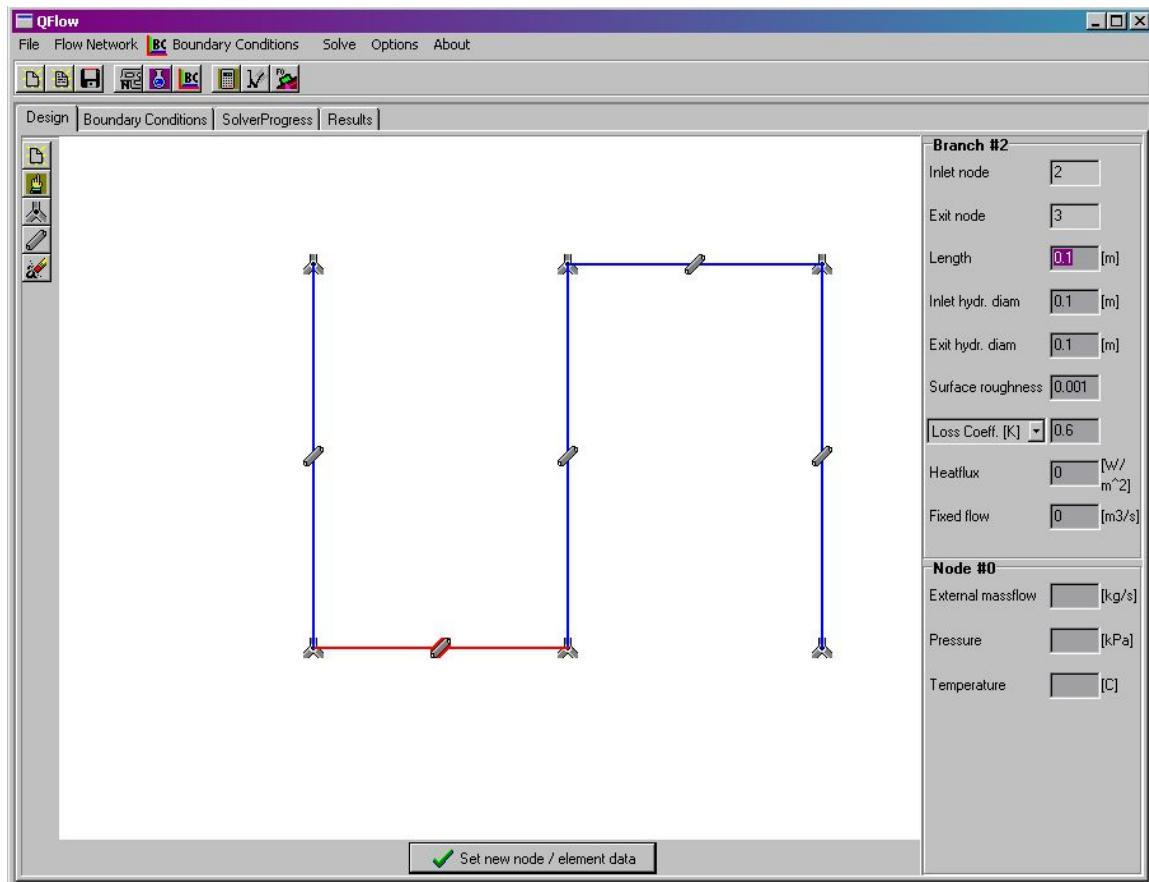 QFlow
File Flow Network BC Boundary Conditions Solve Options About
BC
Design Boundary Conditions SolverProgress Results
Branch #2
Inlet node 2
Exit node 3
Length 0.1 [m]
Inlet hydr. diam 0.1 [m]
Exit hydr. diam 0.1 [m]
Surface roughness 0.001
Loss Coeff. [K] 0.6
Heatflux 0 [W/
m^2]
Fixed flow 0 [m3/s]
Node #0
External massflow [kg/s]
Pressure [kPa]
Temperature [C]
Set new node / element data